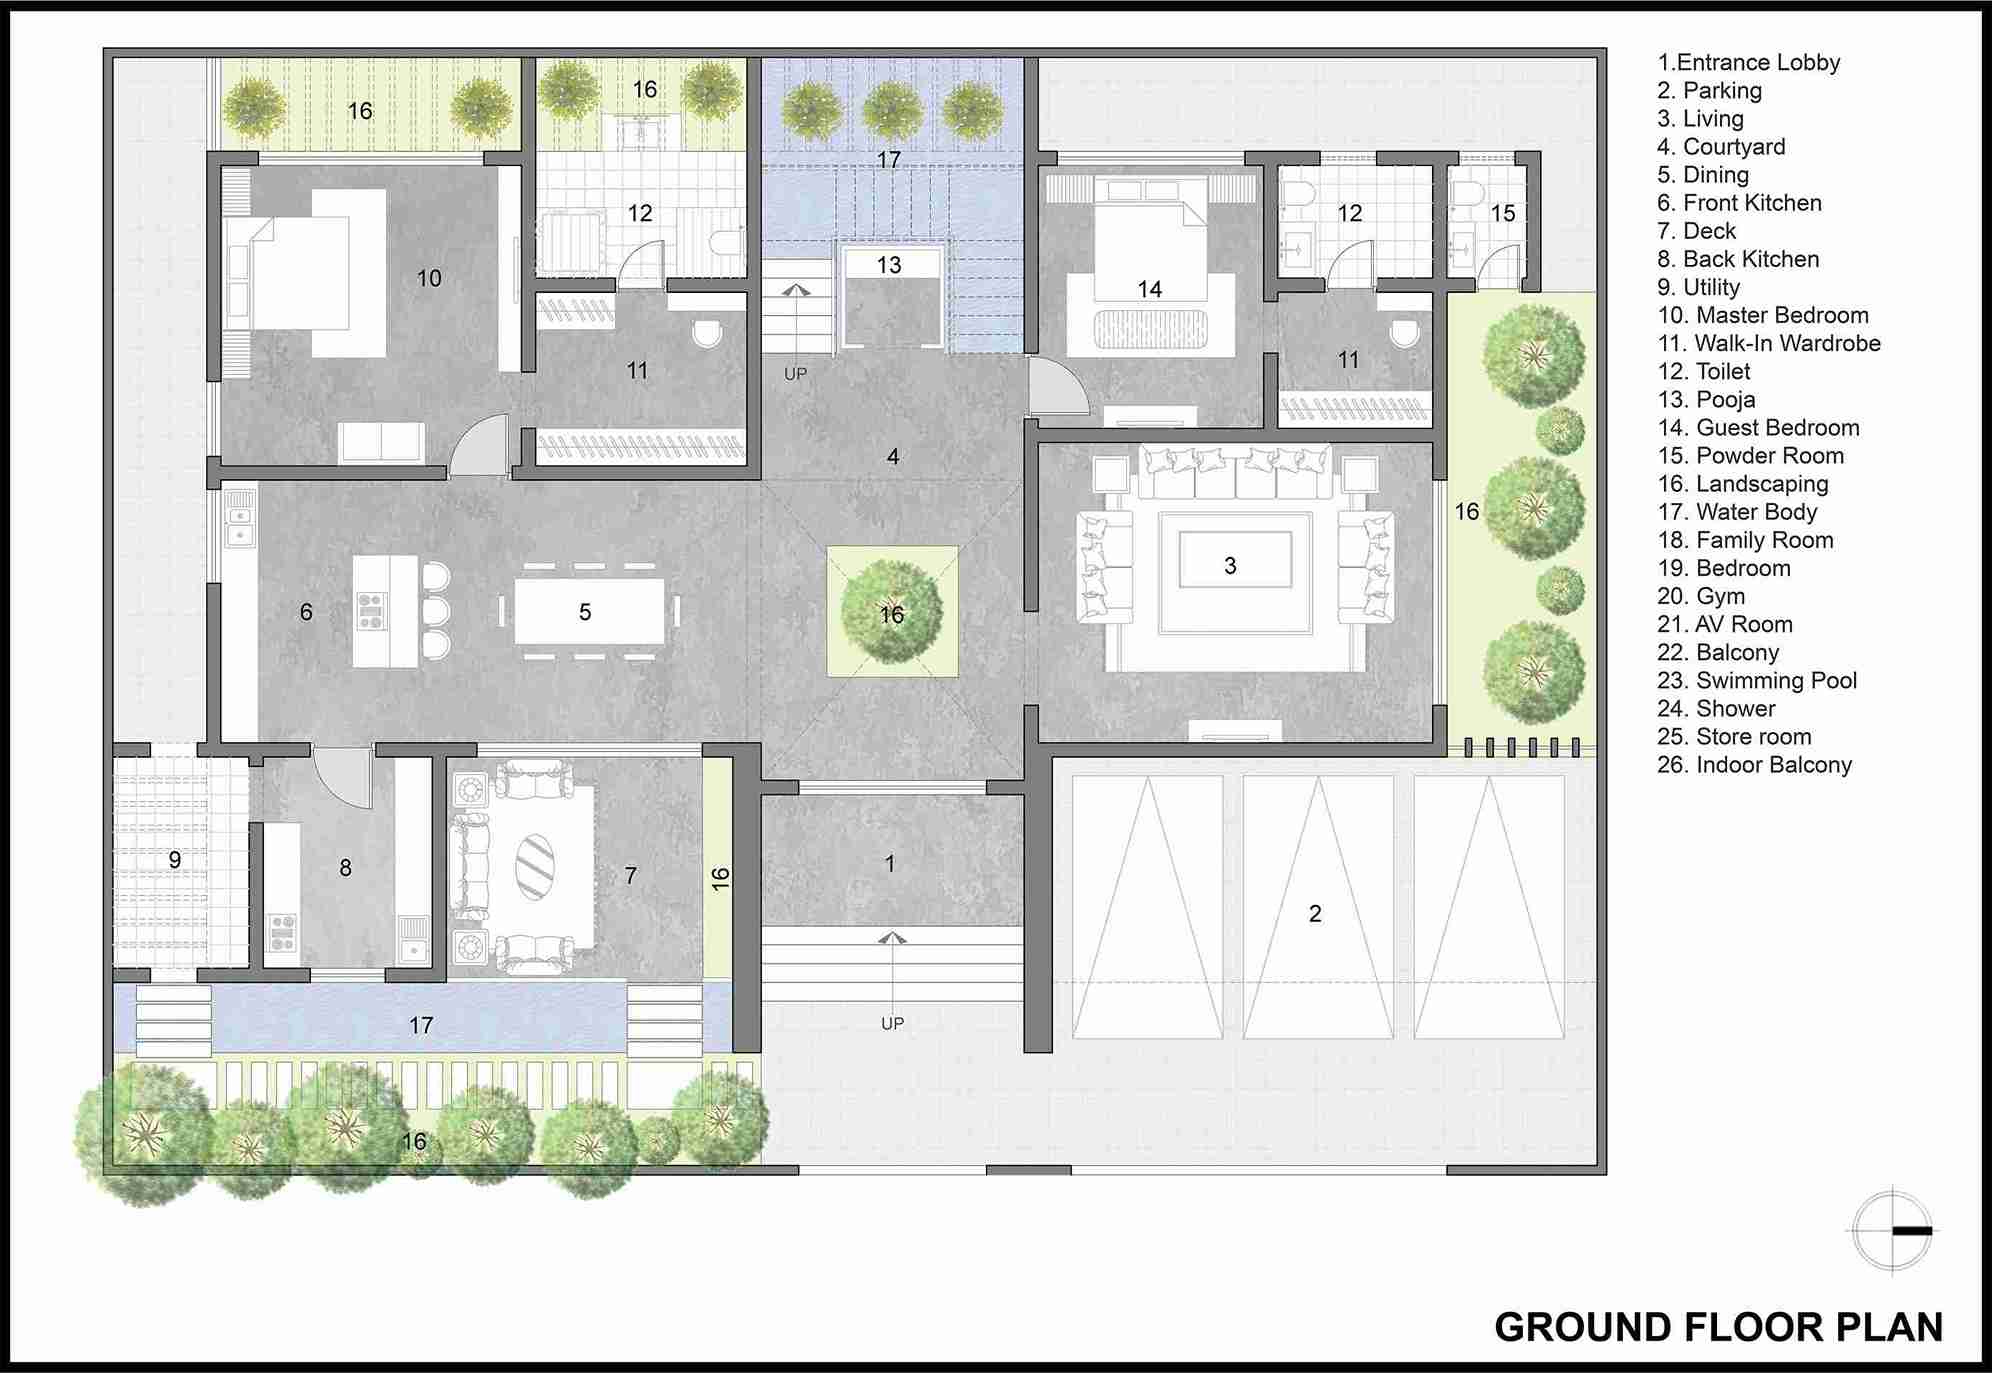 16
16
17
12
12
15
13
10
14
11
11
UP
4
16
3
6
5
16
9
8
7
16
1
2
17
UP
16
1.Entrance Lobby
2. Parking
3. Living
4. Courtyard
5. Dining
6. Front Kitchen
7. Deck
8. Back Kitchen
9. Utility
10. Master Bedroom
11. Walk-In Wardrobe
12. Toilet
13. Pooja
14. Guest Bedroom
15. Powder Room
16. Landscaping
17. Water Body
18. Family Room
19. Bedroom
20. Gym
21. AV Room
22. Balcony
23. Swimming Pool
24. Shower
25. Store room
26. Indoor Balcony
GROUND FLOOR PLAN